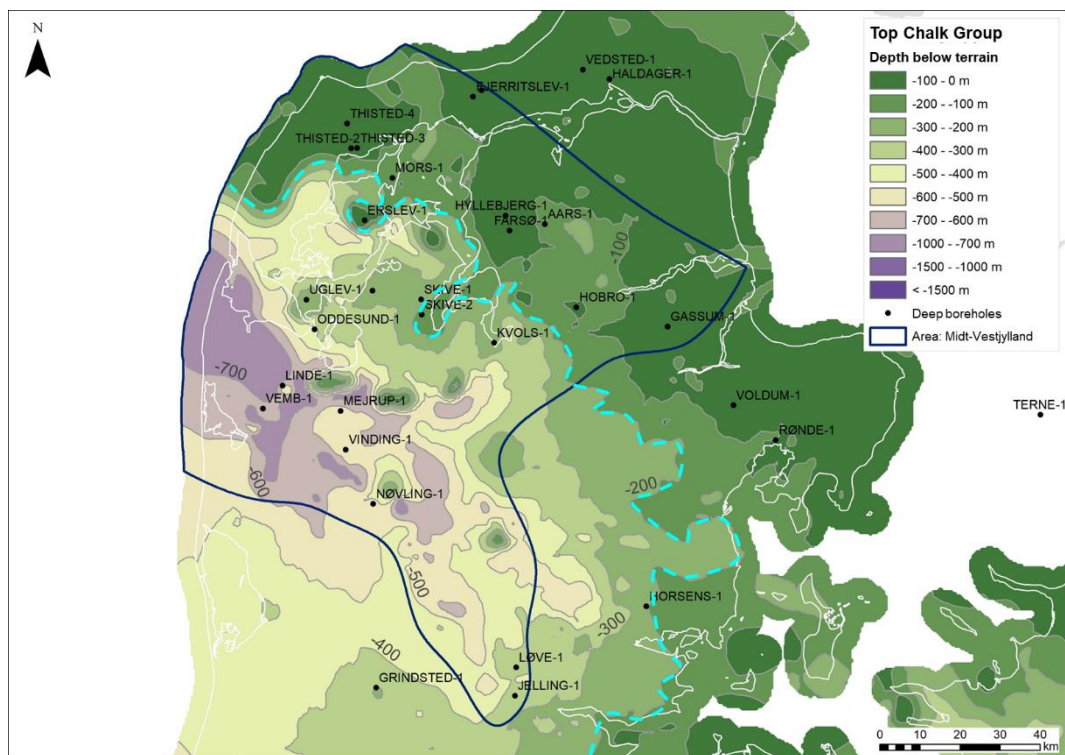 N
Top Chalk Group
Depth below terrain
-100 - 0 m
-200 - -100 m
-300 - -200 m
-400 - -300 m
-500 - -400 m
-600 - -500 m
-700 - -600 m
-1000 - -700 m
-1500 - -1000 m
< -1500 m
Deep boreholes
Area: Midt-Vestjylland
VEDSTED-1
HALDAGER-1
FJERRITSLEV-1
THISTED-4
THISTED-2 THISTED-3
MORS-1
ERSLEV-1
HYLLEBJERG-1
AARS-1
FARSØ-1
-100
UGLEV-1
SKIVE-1
SKIVE-2
HOBRO-1
GASSUM-1
ODDESUND-1
KVOLS-1
-700
LINDE-1
VEMB-1
MEJRUP-1
VOLDUM-1
TERNE-1
VINDING-1
RØNDE-1
-600
-200
NØVLING-1
-500
HORSENS-1
-300
-400
LØVE-1
GRINDSTED-1
JELLING-1
0 10 20 30 40
km